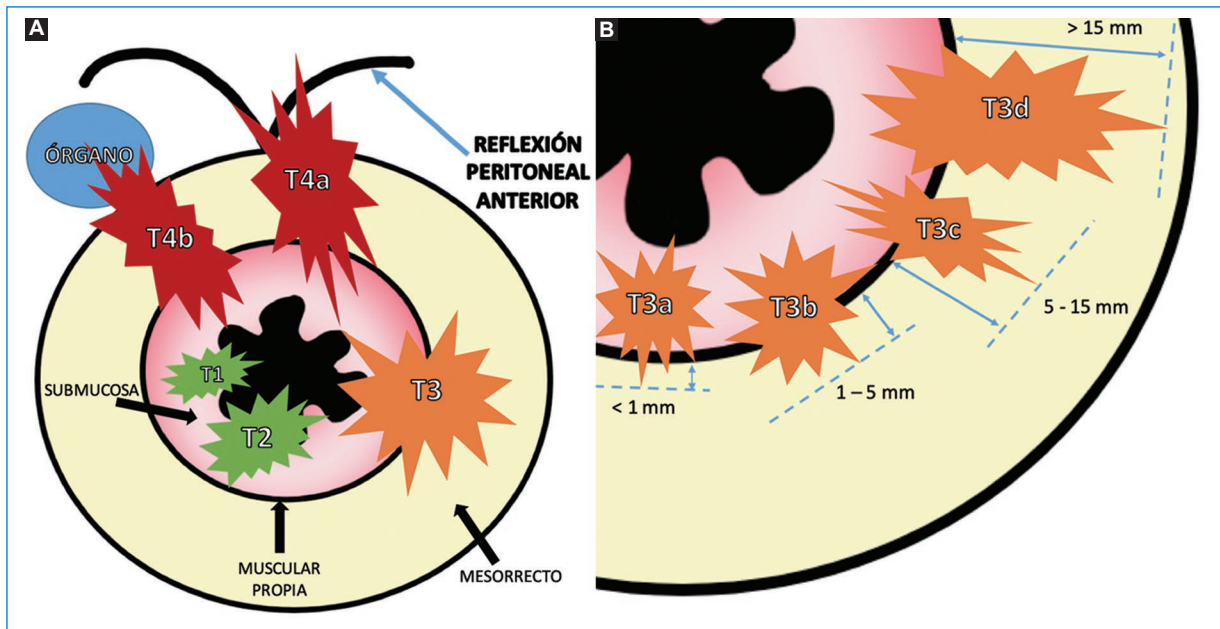 A
ÓRGANO
T4a
T4b
REFLEXIÓN
PERITONEAL
ANTERIOR
T1
T2
T3
SUBMUCOSA
MUSCULAR
PROPIA
MESORRECTO
B
> 15 mm
T3d
T3c
T3a
T3b
5 - 15 mm
1 – 5 mm
< 1 mm